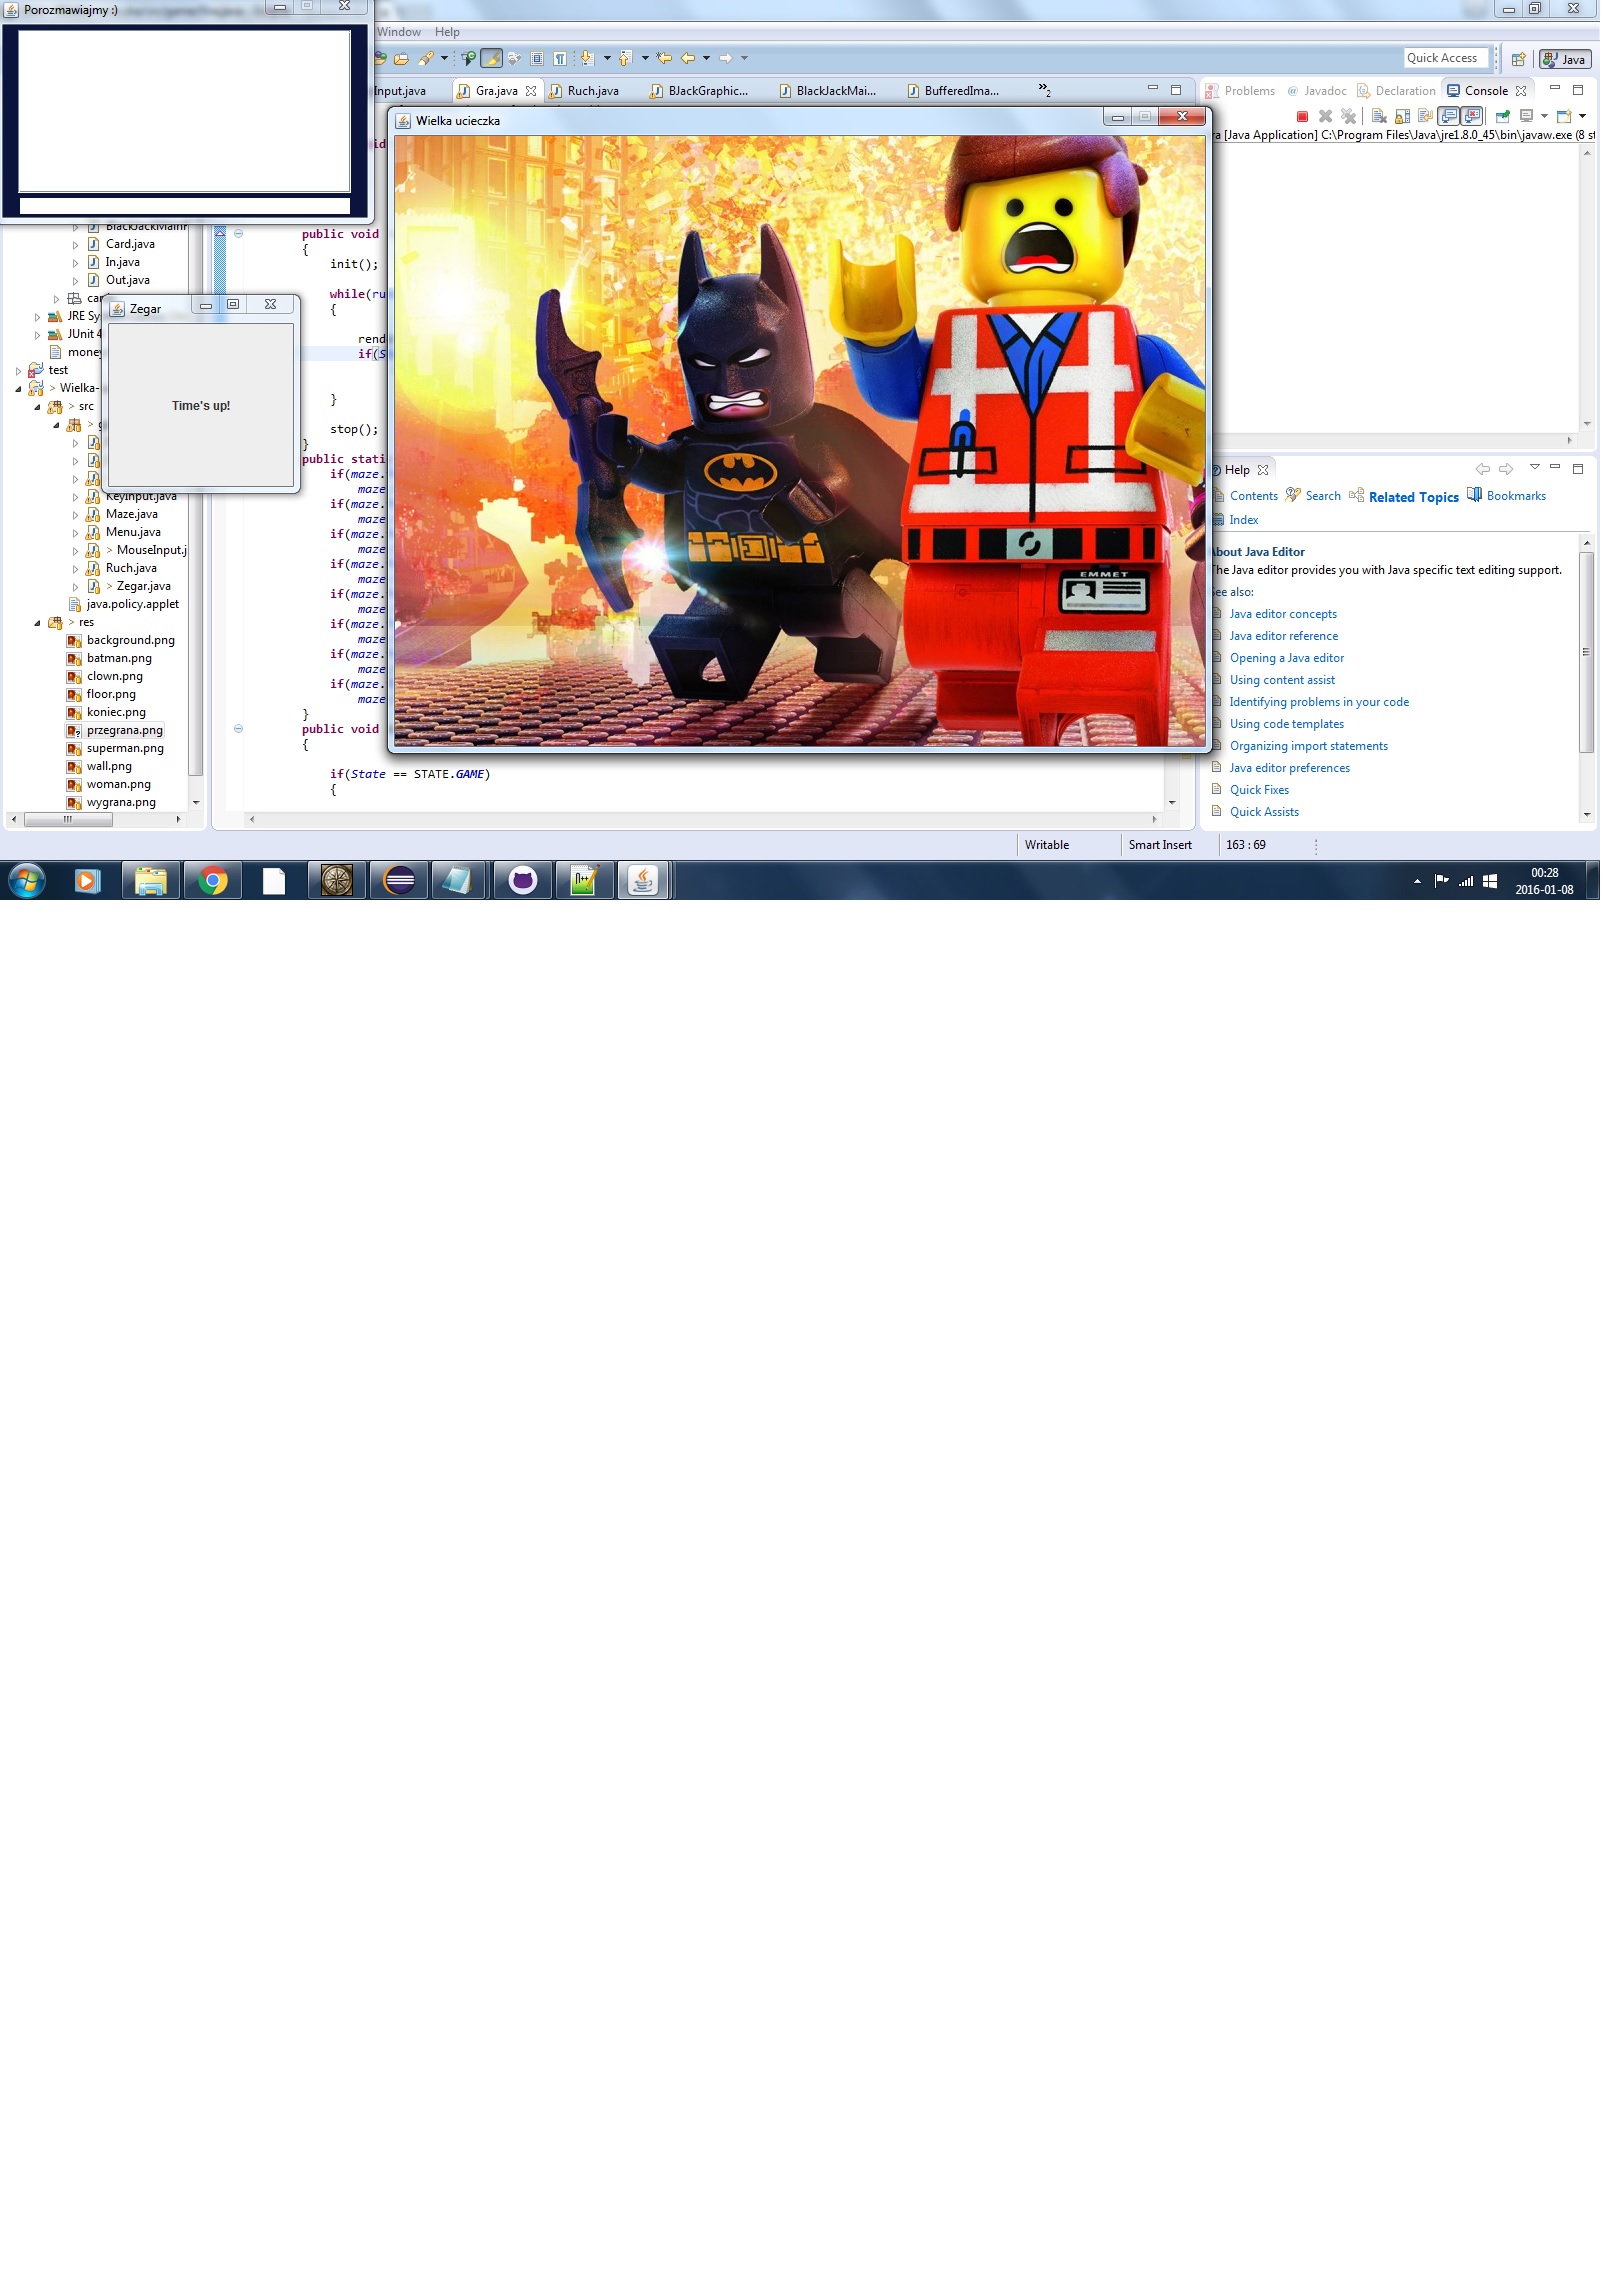 Porozmawiajmy :)
Window Help
Quick Access
Java
Input.java
Gra.java
Ruch.java
BJackGraphic...
BlackJackMai...
BufferedIma...
»2
Problems
@ Javadoc
Declaration
Console
[Java Application] C:\Program Files\Java\jre1.8.0_45\bin\javaw.exe (8 st
Wielka ucieczka
EMMET
Card.java
In.java
Out.java
JRE Sy
JUnit 4
money
test
> Wielka-
> src
KeyInput.java
Maze.java
Menu.java
> MouseInput.j
Ruch.java
> Zegar.java
java.policy.applet
> res
background.png
batman.png
clown.png
floor.png
koniec.png
przegrana.png
superman.png
wall.png
woman.png
wygrana.png
Zegar
Time's up!
public void
{
init();
while(ru
{
rend
if(S
}
stop();
}
public stati
if(maze.
maze
if(maze.
maze
if(maze.
maze
if(maze.
maze
if(maze.
maze
if(maze.
maze
if(maze.
maze
if(maze.
maze
}
public void
{
if(State == STATE.GAME)
{
Help
Contents
Search
Related Topics
Bookmarks
Index
About Java Editor
The Java editor provides you with Java specific text editing support.
See also:
Java editor concepts
Java editor reference
Opening a Java editor
Using content assist
Identifying problems in your code
Using code templates
Organizing import statements
Java editor preferences
Quick Fixes
Quick Assists
Writable
Smart Insert
163 : 69
00:28
2016-01-08